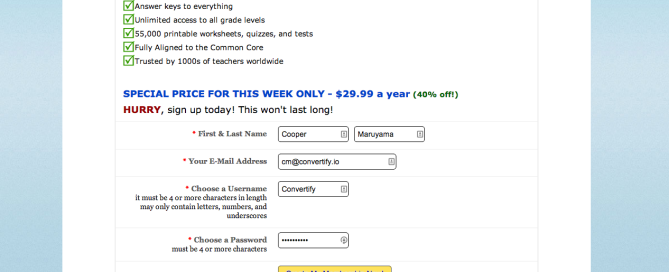 Answer keys to everything
Unlimited access to all grade levels
55,000 printable worksheets, quizzes, and tests
Fully Aligned to the Common Core
Trusted by 1000s of teachers worldwide
SPECIAL PRICE FOR THIS WEEK ONLY - $29.99 a year (40% off!)
HURRY, sign up today! This won't last long!
* First & Last Name Cooper Maruyama
* Your E-Mail Address cm@convertify.io
* Choose a Username Convertify
it must be 4 or more characters in length
may only contain letters, numbers, and
underscores
* Choose a Password ••••••••••
must be 4 or more characters